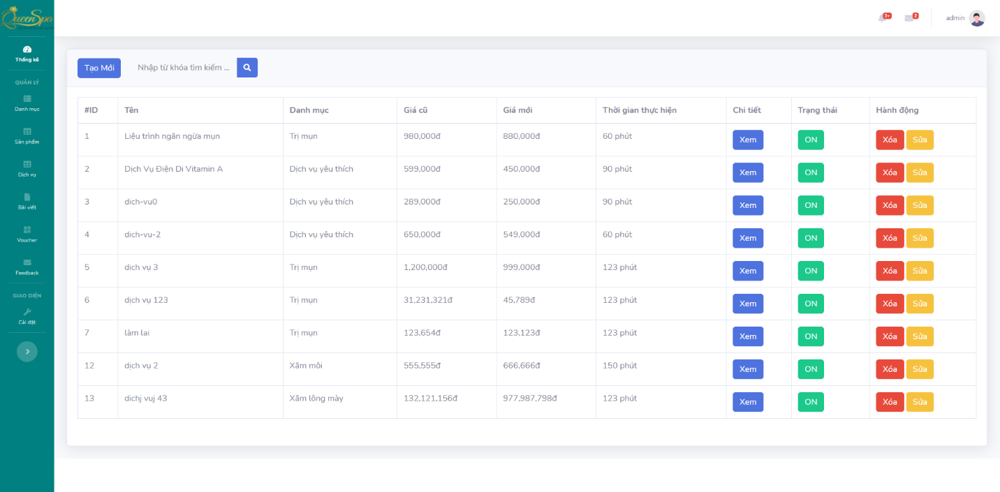 QueenSpa
3+
2
admin
Thống kê
QUẢN LÝ
Danh mục
Sản phẩm
Dịch vụ
Bài viết
Voucher
Feedback
GIAO DIỆN
Cài đặt
Tạo Mới Nhập từ khóa tìm kiếm ...
#ID Tên Danh mục Giá cũ Giá mới Thời gian thực hiện Chi tiết Trạng thái Hành động
1 Liệu trình ngăn ngừa mụn Trị mụn 980,000đ 880,000đ 60 phút Xem ON Xóa Sửa
2 Dịch Vụ Điện Di Vitamin A Dịch vụ yêu thích 599,000đ 450,000đ 90 phút Xem ON Xóa Sửa
3 dich-vu0 Dịch vụ yêu thích 289,000đ 250,000đ 90 phút Xem ON Xóa Sửa
4 dich-vu-2 Dịch vụ yêu thích 650,000đ 549,000đ 60 phút Xem ON Xóa Sửa
5 dich vụ 3 Trị mụn 1,200,000đ 999,000đ 123 phút Xem ON Xóa Sửa
6 dịch vụ 123 Trị mụn 31,231,321đ 45,789đ 123 phút Xem ON Xóa Sửa
7 làm lai Trị mụn 123,654đ 123,123đ 123 phút Xem ON Xóa Sửa
12 dịch vụ 2 Xăm môi 555,555đ 666,666đ 150 phút Xem ON Xóa Sửa
13 dichj vuj 43 Xăm lông mày 132,121,156đ 977,987,798đ 123 phút Xem ON Xóa Sửa